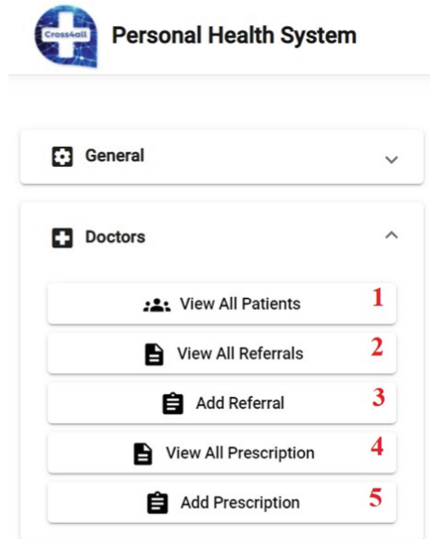 Cross4all
Personal Health System
General
Doctors
View All Patients 1
View All Referrals 2
Add Referral 3
View All Prescription 4
Add Prescription 5